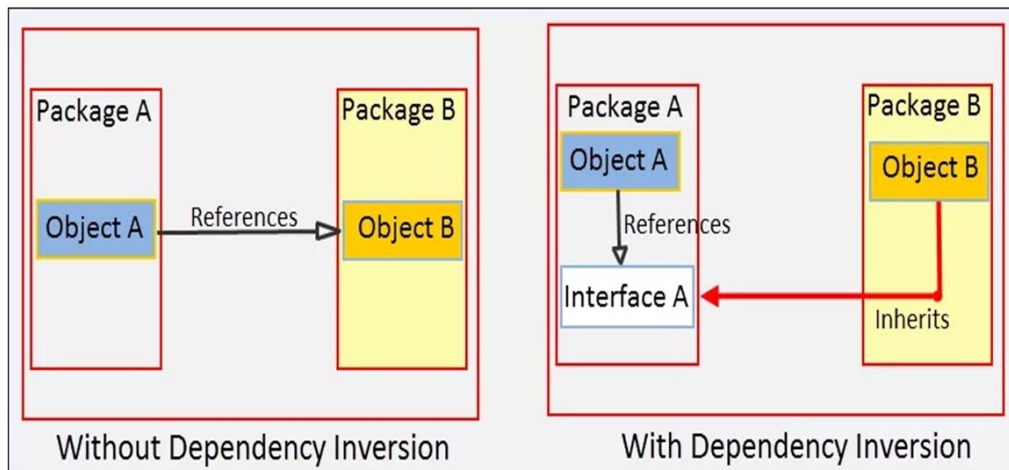 Package A
Package B
Object A
References
Object B
Without Dependency Inversion
Package A
Package B
Object A
Object B
References
Interface A
Inherits
With Dependency Inversion